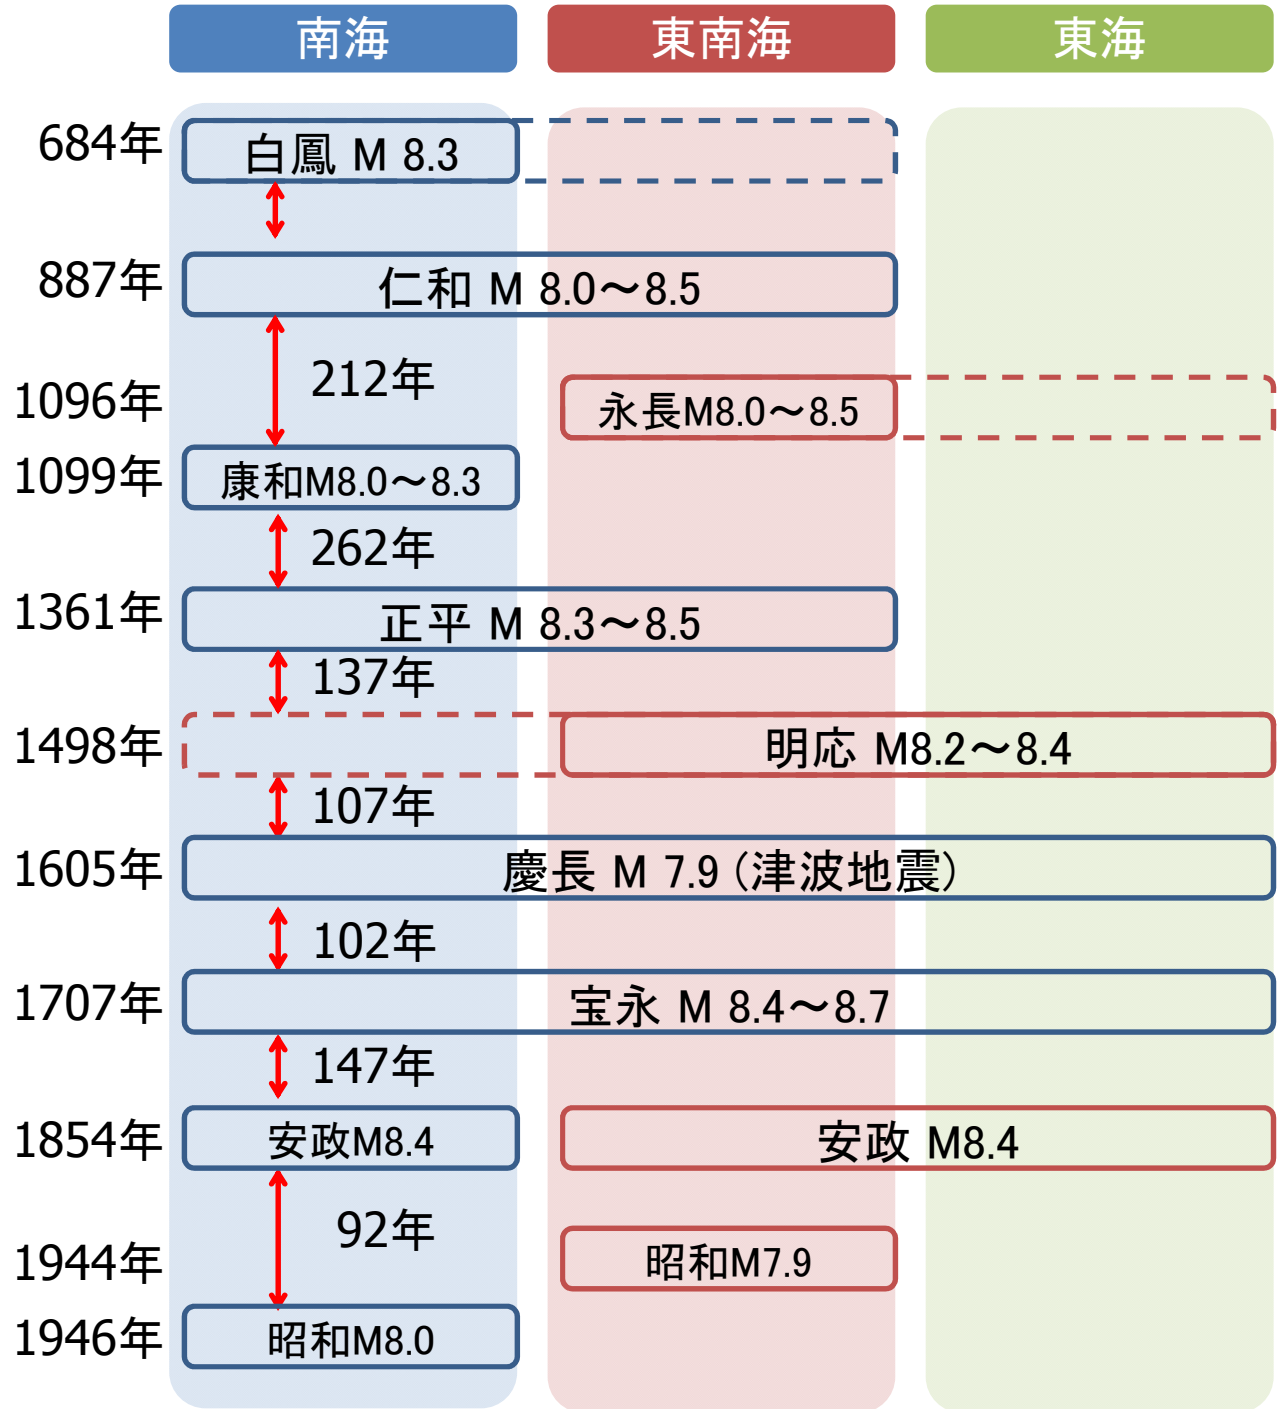 南海 東南海 東海
684年 白鳳 M 8.3
887年 仁和 M 8.0～8.5
212年
1096年 永長M8.0～8.5
1099年 康和M8.0～8.3
262年
1361年 正平 M 8.3～8.5
137年
1498年 明応 M8.2～8.4
107年
1605年 慶長 M 7.9（津波地震）
102年
1707年 宝永 M 8.4～8.7
147年
1854年 安政M8.4 安政 M8.4
92年
1944年 昭和M7.9
1946年 昭和M8.0